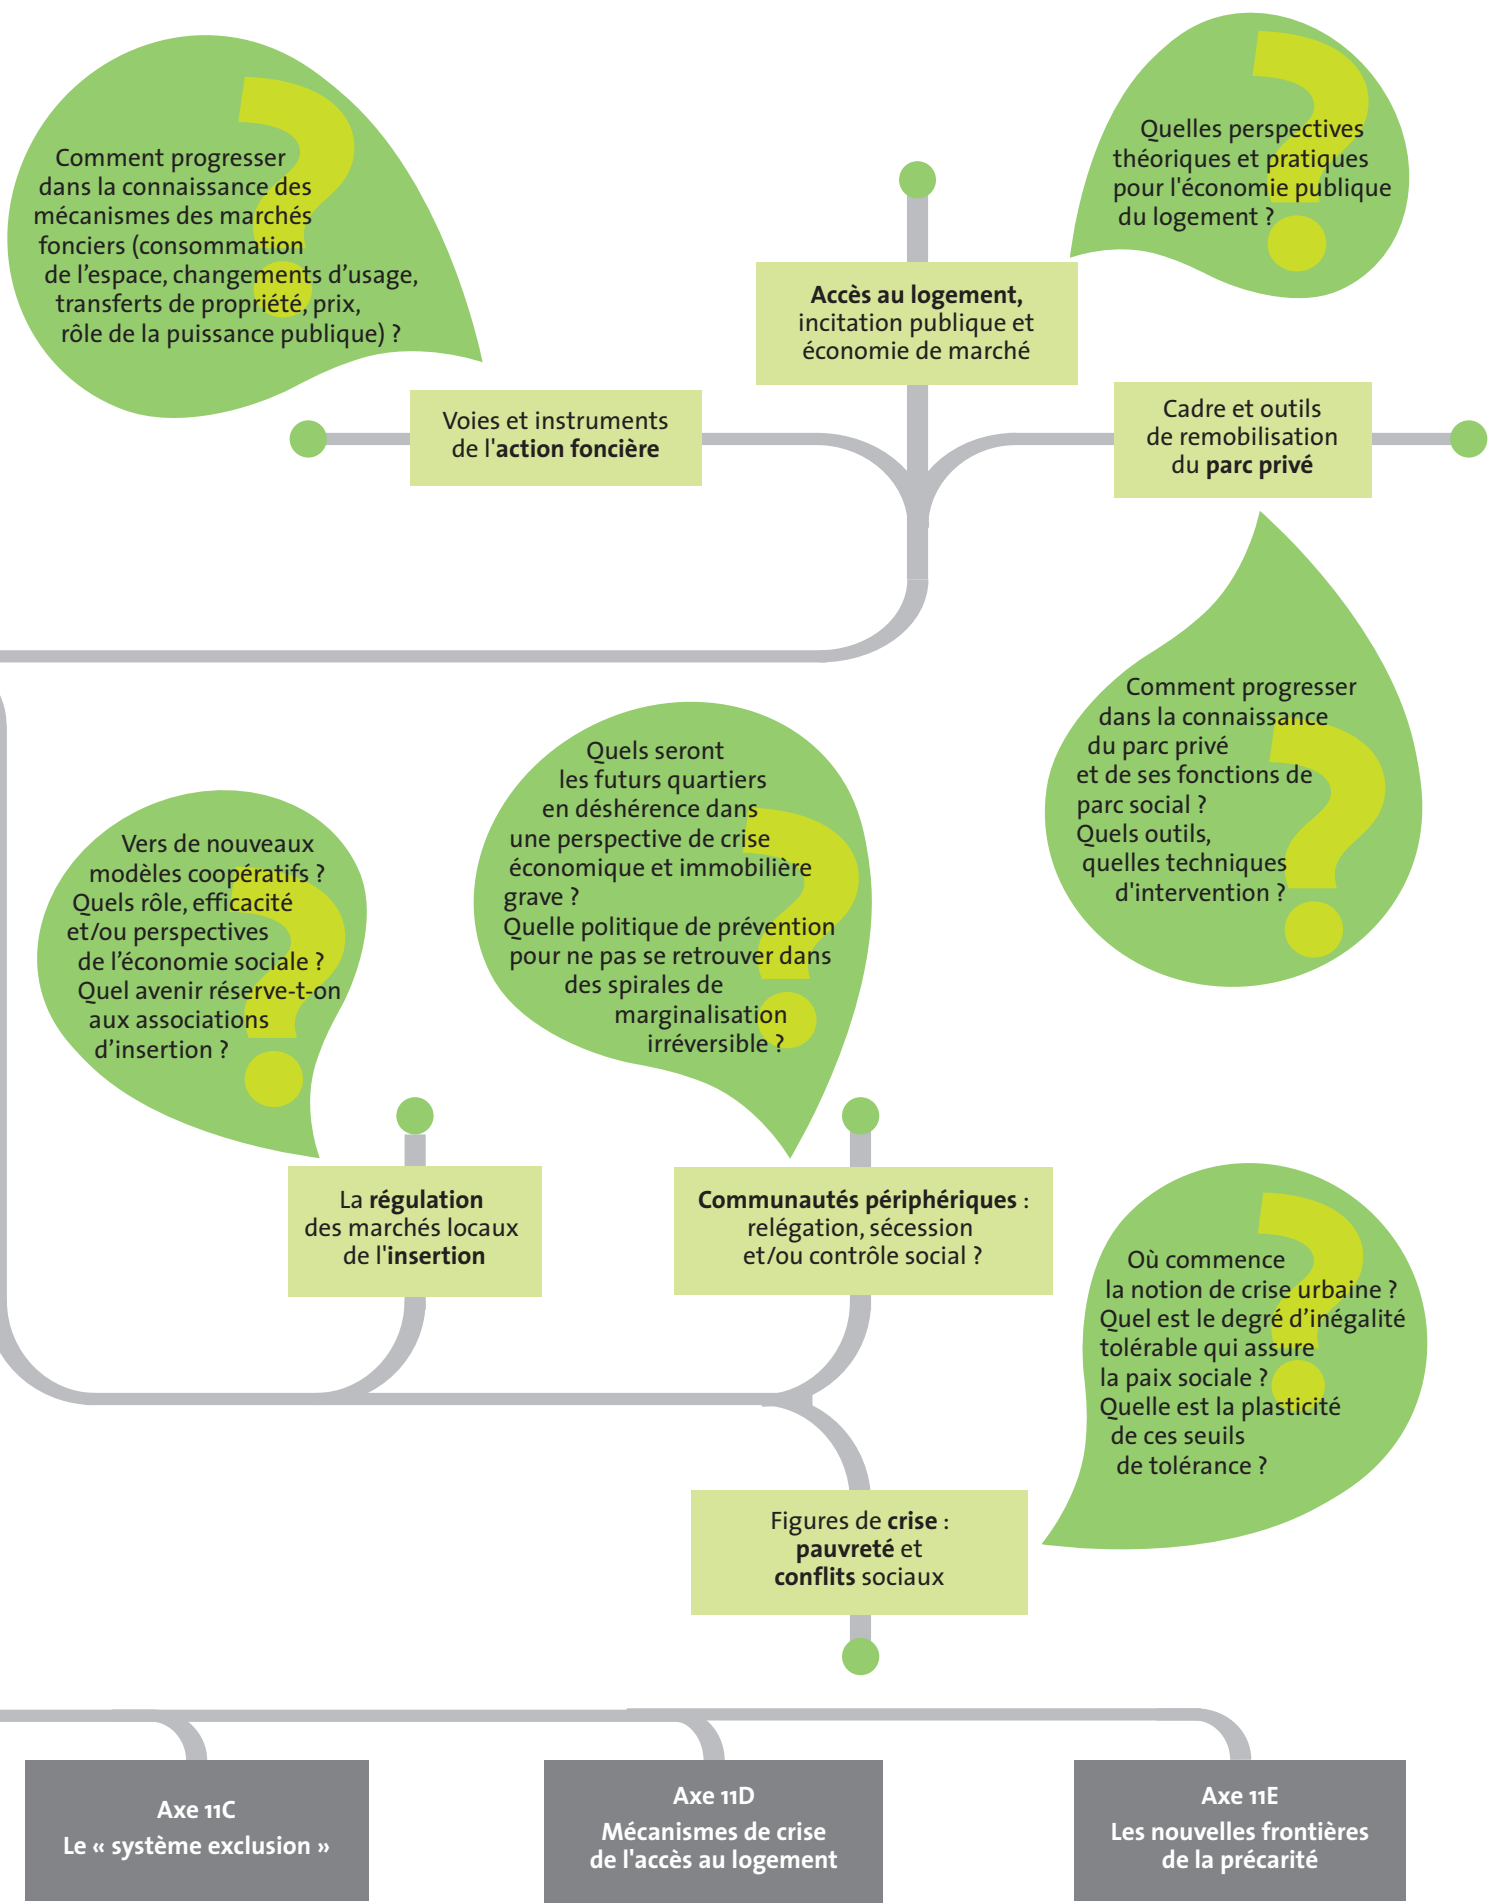 Comment progresser
dans la connaissance des
mécanismes des marchés
fonciers (consommation
de l’espace, changements d’usage,
transferts de propriété, prix,
rôle de la puissance publique) ?
Quelles perspectives
théoriques et pratiques
pour l'économie publique
du logement ?
Accès au logement,
incitation publique et
économie de marché
Voies et instruments
de l'action foncière
Cadre et outils
de remobilisation
du parc privé
Comment progresser
dans la connaissance
du parc privé
et de ses fonctions de
parc social ?
Quels outils,
quelles techniques
d'intervention ?
Quels seront
les futurs quartiers
en déshérence dans
une perspective de crise
économique et immobilière
grave ?
Quelle politique de prévention
pour ne pas se retrouver dans
des spirales de
marginalisation
irréversible ?
Vers de nouveaux
modèles coopératifs ?
Quels rôle, efficacité
et/ou perspectives
de l’économie sociale ?
Quel avenir réserve-t-on
aux associations
d’insertion ?
La régulation
des marchés locaux
de l'insertion
Communautés périphériques :
relégation, sécession
et/ou contrôle social ?
Où commence
la notion de crise urbaine ?
Quel est le degré d’inégalité
tolérable qui assure
la paix sociale ?
Quelle est la plasticité
de ces seuils
de tolérance ?
Figures de crise :
pauvreté et
conflits sociaux
Axe 11C
Le « système exclusion »
Axe 11D
Mécanismes de crise
de l'accès au logement
Axe 11E
Les nouvelles frontières
de la précarité